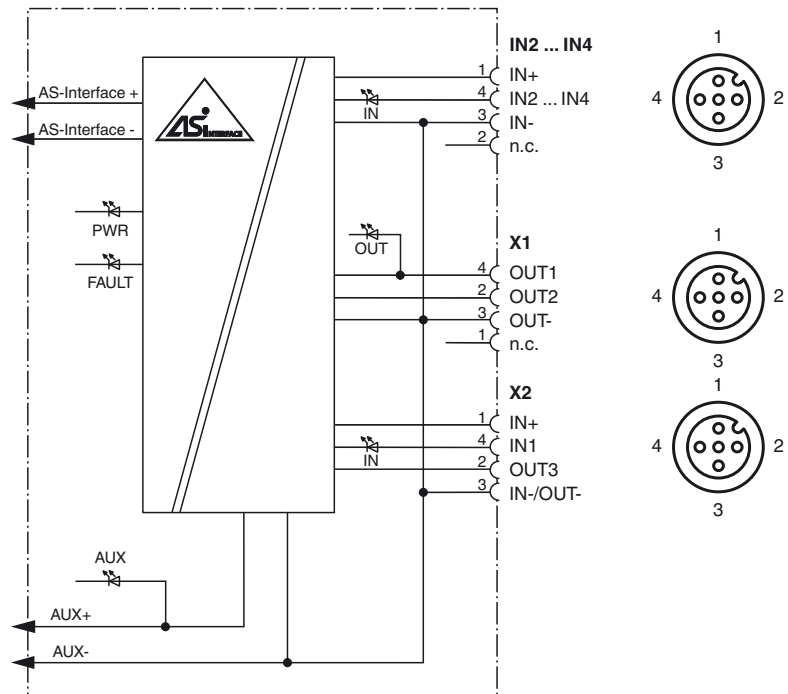 IN2 ... IN4
1 IN+
4 IN2 ... IN4
IN
3 IN-
2 n.c.
1
4 2
3
AS-Interface +
AS-Interface -
ASi INTERFACE
PWR
FAULT
OUT
X1
4 OUT1
2 OUT2
3 OUT-
1 n.c.
1
4 2
3
X2
1 IN+
4 IN1
IN
2 OUT3
3 IN-/OUT-
1
4 2
3
AUX
AUX+
AUX-